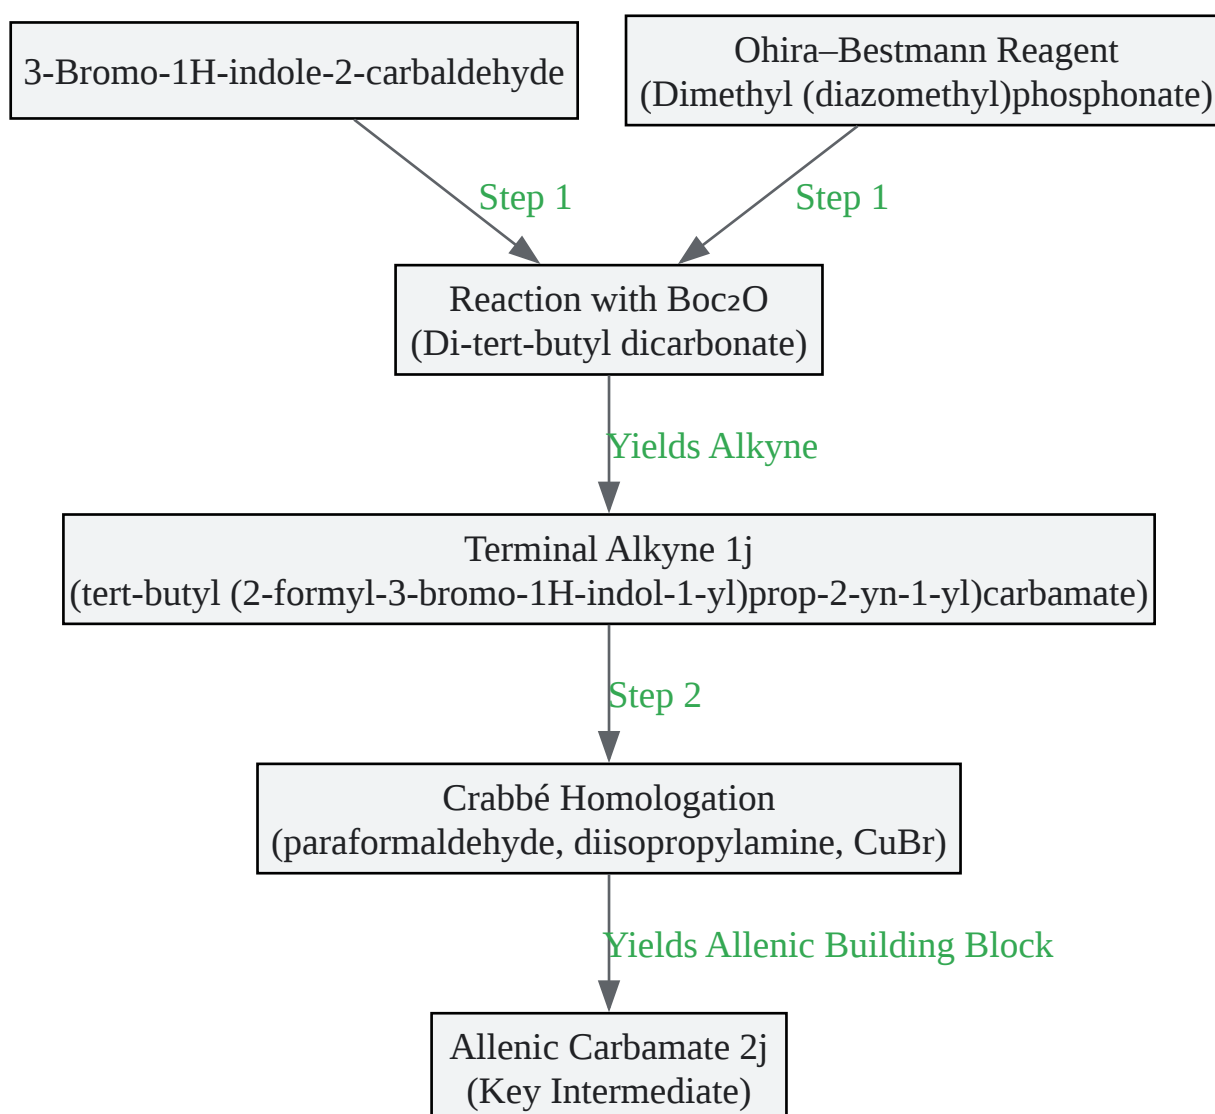 3-Bromo-1H-indole-2-carbaldehyde
Ohira–Bestmann Reagent
(Dimethyl (diazomethyl)phosphonate)
Step 1
Step 1
Reaction with Boc₂O
(Di-tert-butyl dicarbonate)
Yields Alkyne
Terminal Alkyne 1j
(tert-butyl (2-formyl-3-bromo-1H-indol-1-yl)prop-2-yn-1-yl)carbamate)
Step 2
Crabbé Homologation
(paraformaldehyde, diisopropylamine, CuBr)
Yields Allenic Building Block
Allenic Carbamate 2j
(Key Intermediate)